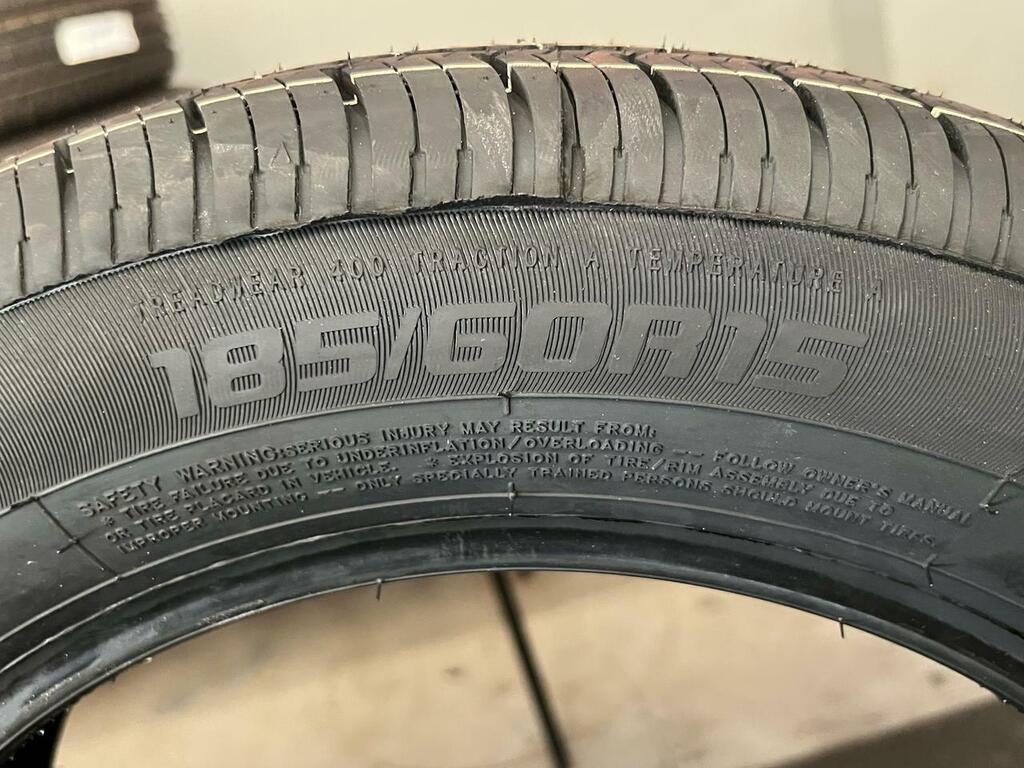 TREADWEAR 400 TRACTION A TEMPERATURE A
185/60R15
SAFETY WARNING:SERIOUS INJURY MAY RESULT FROM:
* TIRE FAILURE DUE TO UNDERINFLATION/OVERLOADING -- FOLLOW OWNER'S MANUAL
OR TIRE PLACARD IN VEHICLE. * EXPLOSION OF TIRE/RIM ASSEMBLY DUE TO
IMPROPER MOUNTING -- ONLY SPECIALLY TRAINED PERSONS SHOULD MOUNT TIRES.